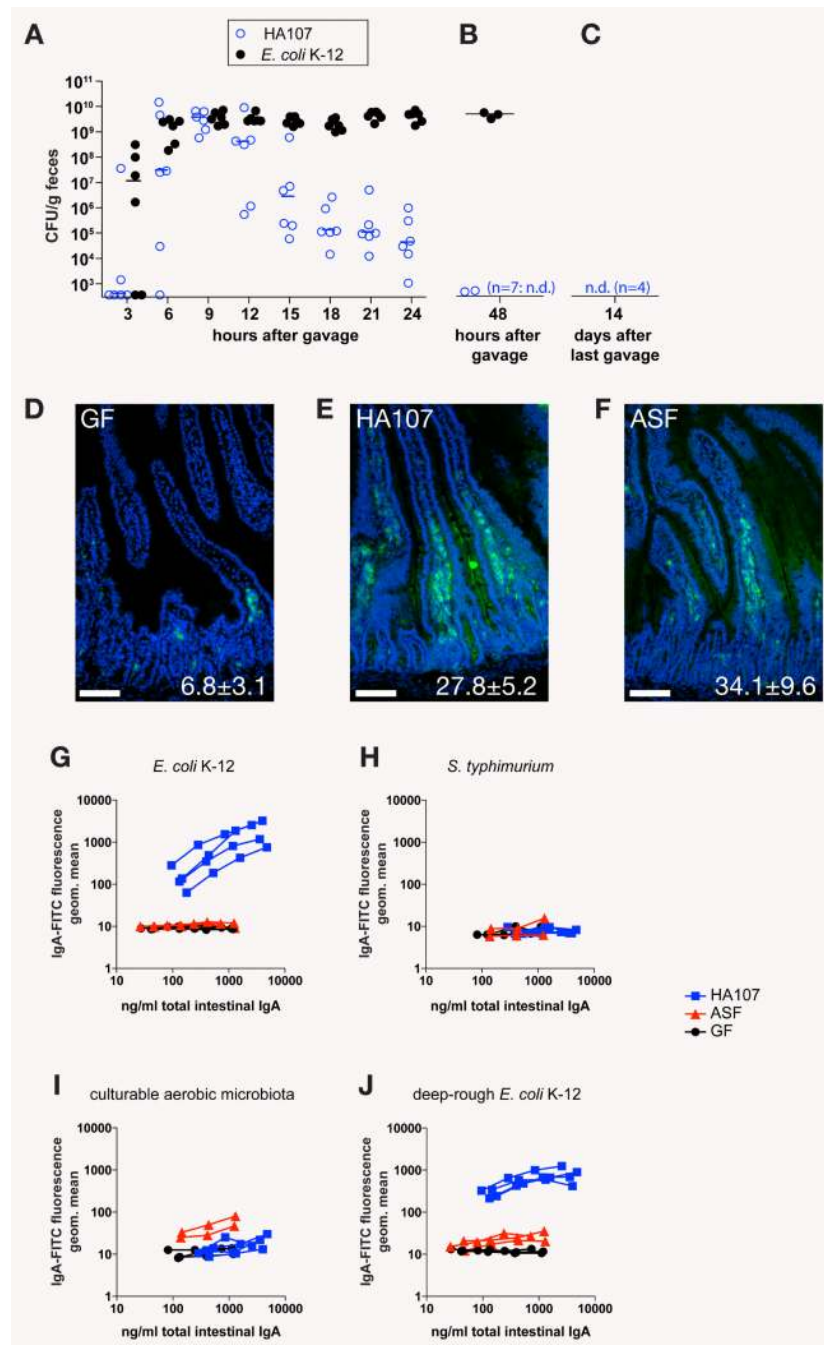 A
HA107
E. coli K-12
B
C
CFU/g feces
10¹¹
10¹⁰
10⁹
10⁸
10⁷
10⁶
10⁵
10⁴
10³
3 6 9 12 15 18 21 24
hours after gavage
(n=7: n.d.)
48
hours after
gavage
n.d. (n=4)
14
days after
last gavage
D
GF
6.8±3.1
E
HA107
27.8±5.2
F
ASF
34.1±9.6
G
E. coli K-12
IgA-FITC fluorescence
geom. mean
10000
1000
100
10
1
10 100 1000 10000
ng/ml total intestinal IgA
H
S. typhimurium
IgA-FITC fluorescence
geom. mean
10000
1000
100
10
1
10 100 1000 10000
ng/ml total intestinal IgA
HA107
ASF
GF
I
culturable aerobic microbiota
IgA-FITC fluorescence
geom. mean
10000
1000
100
10
1
10 100 1000 10000
ng/ml total intestinal IgA
J
deep-rough E. coli K-12
IgA-FITC fluorescence
geom. mean
10000
1000
100
10
1
10 100 1000 10000
ng/ml total intestinal IgA